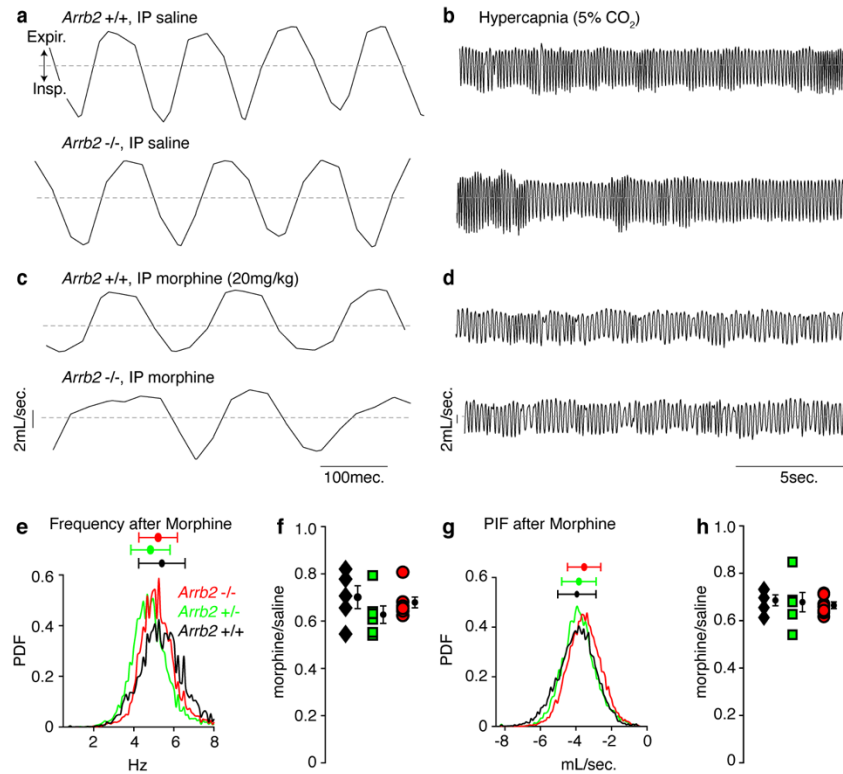 a Arrb2 +/+, IP saline
Expir.
Insp.
Arrb2 -/-, IP saline
b Hypercapnia (5% CO2)
c Arrb2 +/+, IP morphine (20mg/kg)
Arrb2 -/-, IP morphine
2mL/sec.
100mec.
d
2mL/sec.
5sec.
e Frequency after Morphine
Arrb2 -/-
Arrb2 +/-
Arrb2 +/+
PDF
0.6
0.4
0.2
0
2 4 6 8
Hz
f
morphine/saline
1.0
0.8
0.6
0.4
0.2
0
g PIF after Morphine
PDF
0.6
0.4
0.2
0
-8 -6 -4 -2 0
mL/sec.
h
morphine/saline
1.0
0.8
0.6
0.4
0.2
0